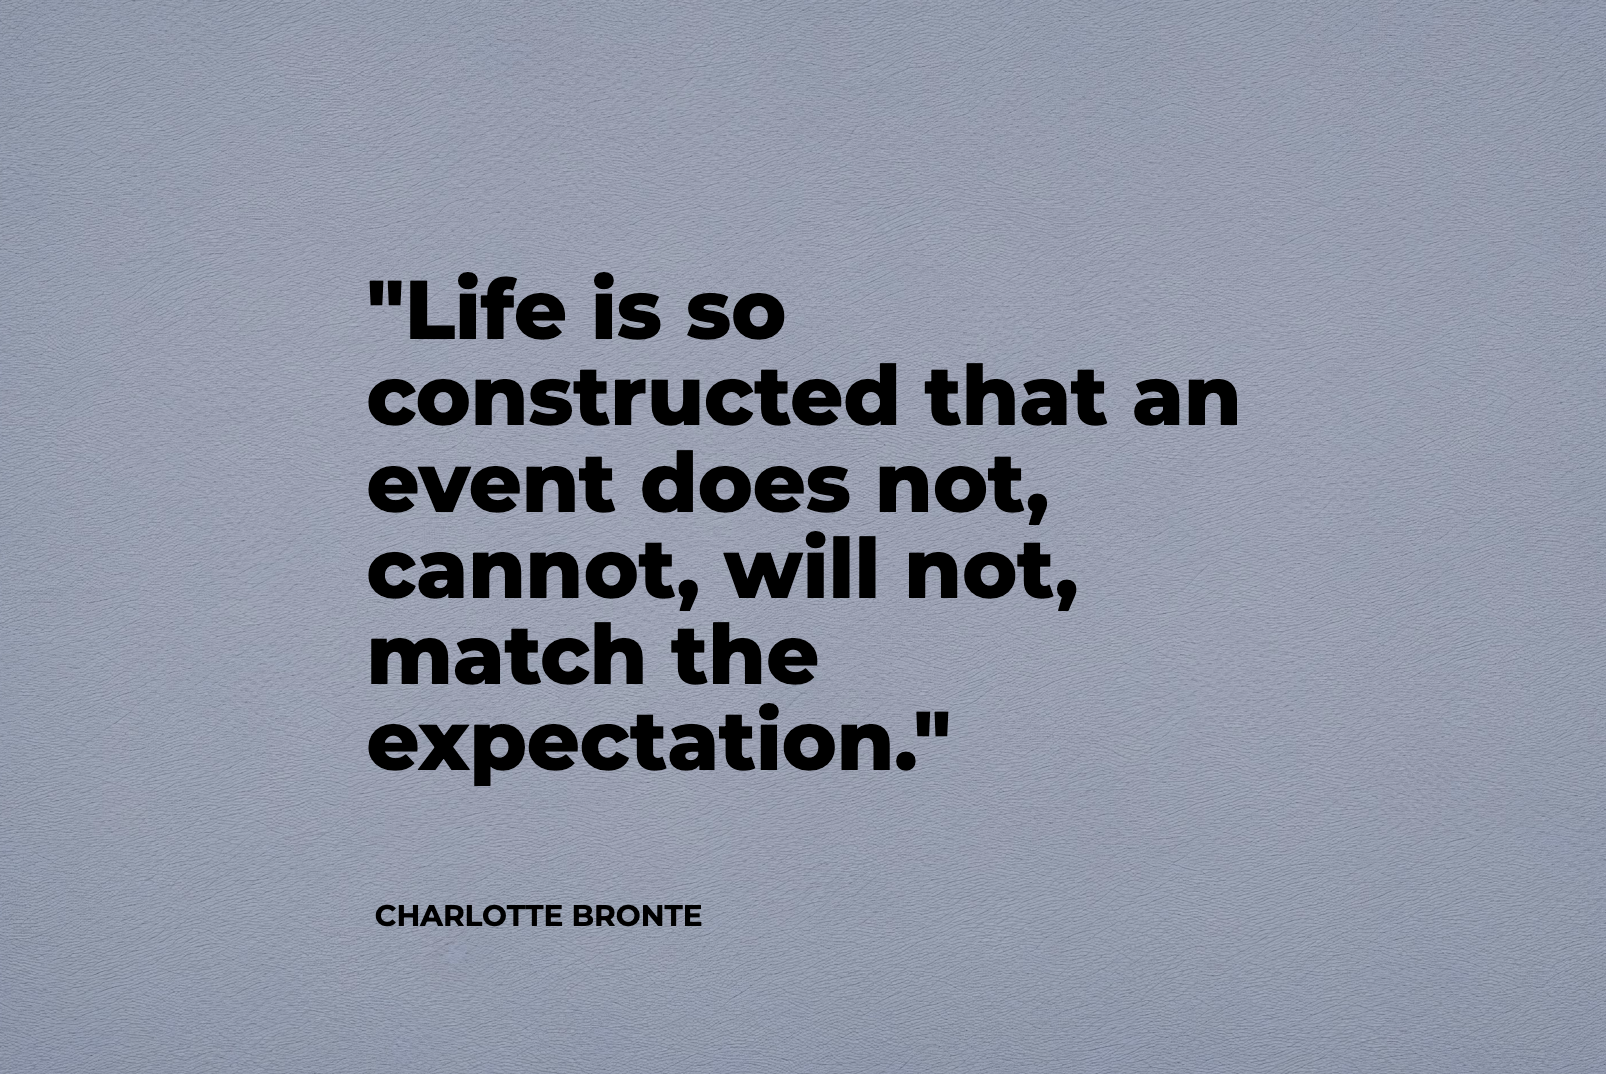 "Life is so
constructed that an
event does not,
cannot, will not,
match the
expectation."
CHARLOTTE BRONTE